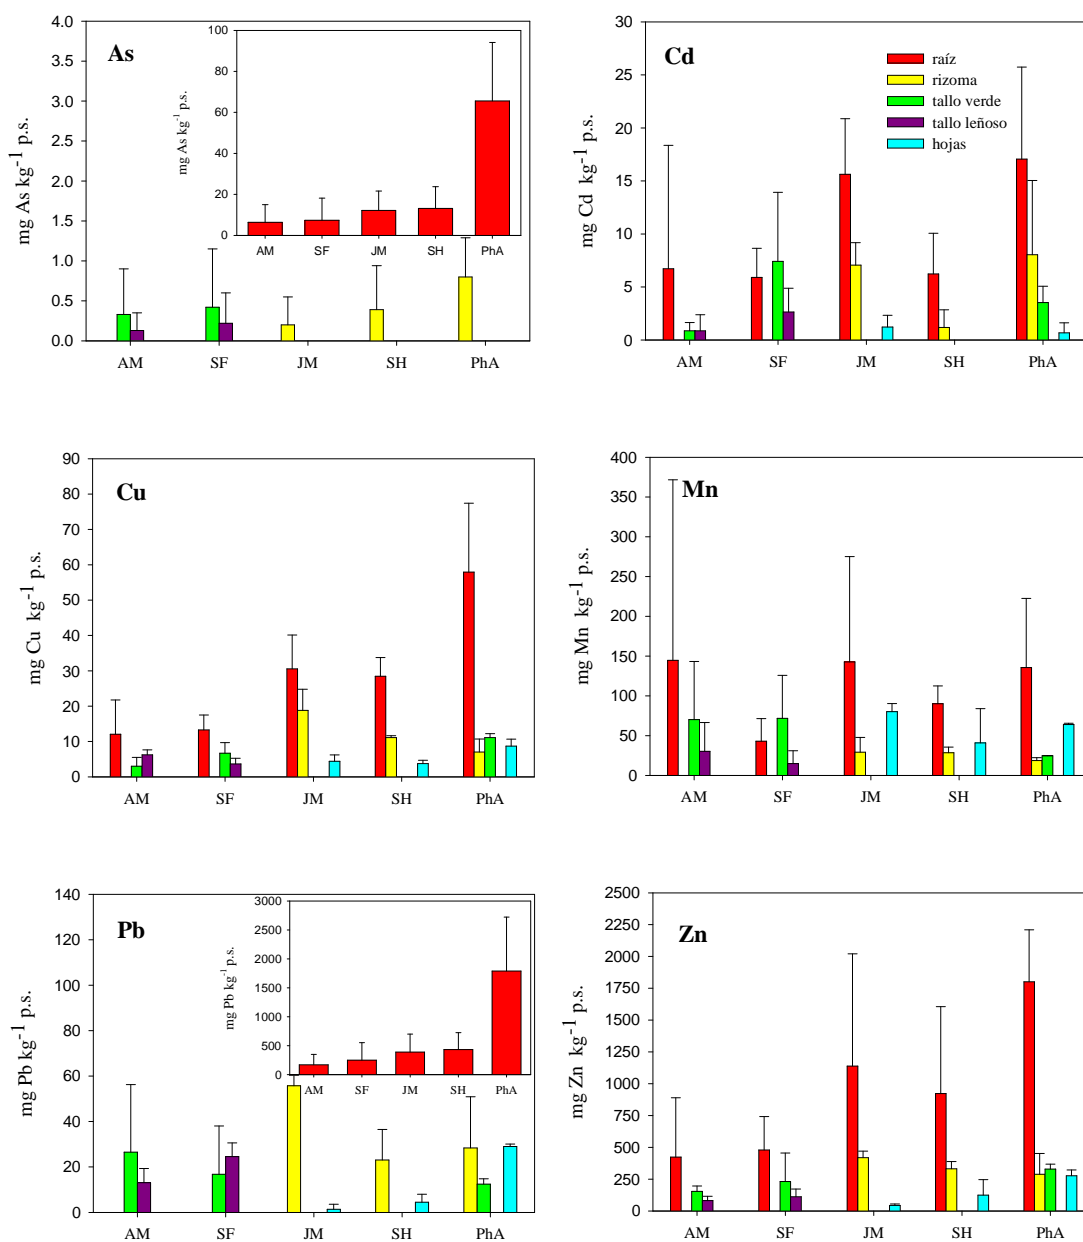 As
mg As kg-1 p.s.
4.0
3.5
3.0
2.5
2.0
1.5
1.0
0.5
0.0
AM SF JM SH PhA
mg As kg-1 p.s.
100
80
60
40
20
0
AM SF JM SH PhA
Cd
mg Cd kg-1 p.s.
30
25
20
15
10
5
0
AM SF JM SH PhA
raíz
rizoma
tallo verde
tallo leñoso
hojas
Cu
mg Cu kg-1 p.s.
90
80
70
60
50
40
30
20
10
0
AM SF JM SH PhA
Mn
mg Mn kg-1 p.s.
400
350
300
250
200
150
100
50
0
AM SF JM SH PhA
Pb
mg Pb kg-1 p.s.
140
120
100
80
60
40
20
0
AM SF JM SH PhA
mg Pb kg-1 p.s.
3000
2500
2000
1500
1000
500
0
AM SF JM SH PhA
Zn
mg Zn kg-1 p.s.
2500
2250
2000
1750
1500
1250
1000
750
500
250
0
AM SF JM SH PhA